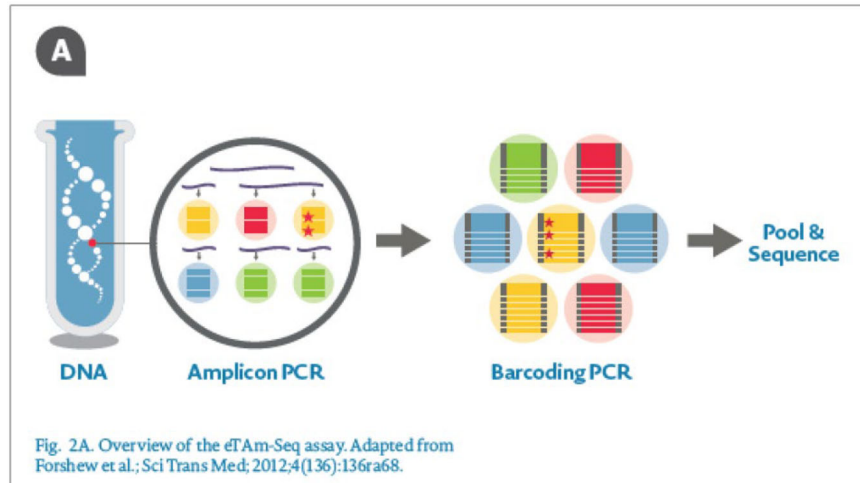 A
Pool &
Sequence
DNA
Amplicon PCR
Barcoding PCR
Fig. 2A. Overview of the eTAm-Seq assay. Adapted from
Forshew et al.; Sci Trans Med; 2012;4(136):136ra68.